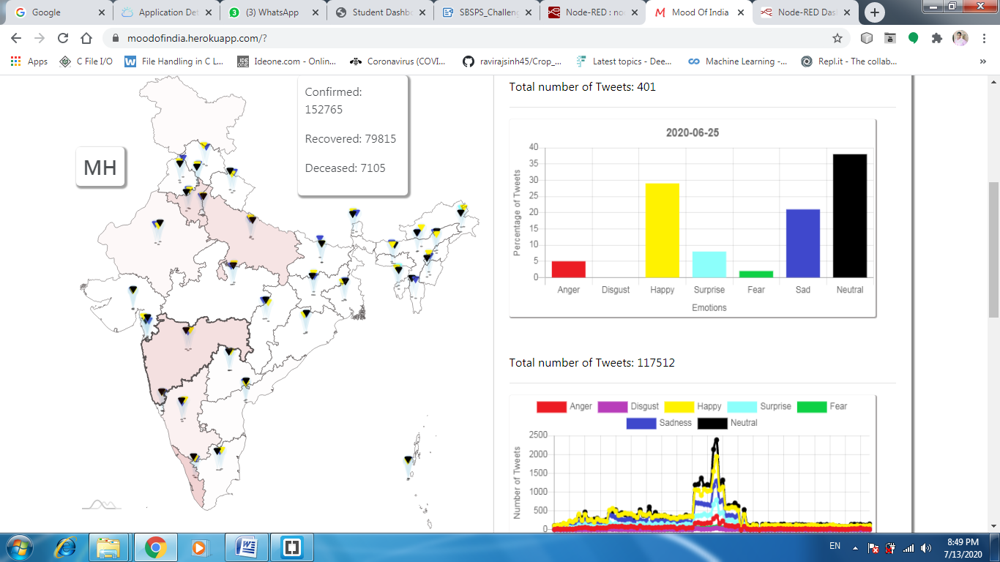 Google
Application Det
(3) WhatsApp
Student Dashbo
SBSPS_Challeng
Node-RED : nod
Mood Of India
Node-RED Das
moodofindia.herokuapp.com/?
Apps
C File I/O
File Handling in C L...
Ideone.com - Onlin...
Coronavirus (COVI...
ravirajsinh45/Crop_...
Latest topics - Dee...
Machine Learning -...
Repl.it - The collab...
»
MH
Confirmed:
152765
Recovered: 79815
Deceased: 7105
Total number of Tweets: 401
2020-06-25
Percentage of Tweets
40
35
30
25
20
15
10
5
0
Anger Disgust Happy Surprise Fear Sad Neutral
Emotions
Total number of Tweets: 117512
Anger Disgust Happy Surprise Fear
Sadness Neutral
Number of Tweets
2500
2000
1500
1000
500
0
EN
8:49 PM
7/13/2020